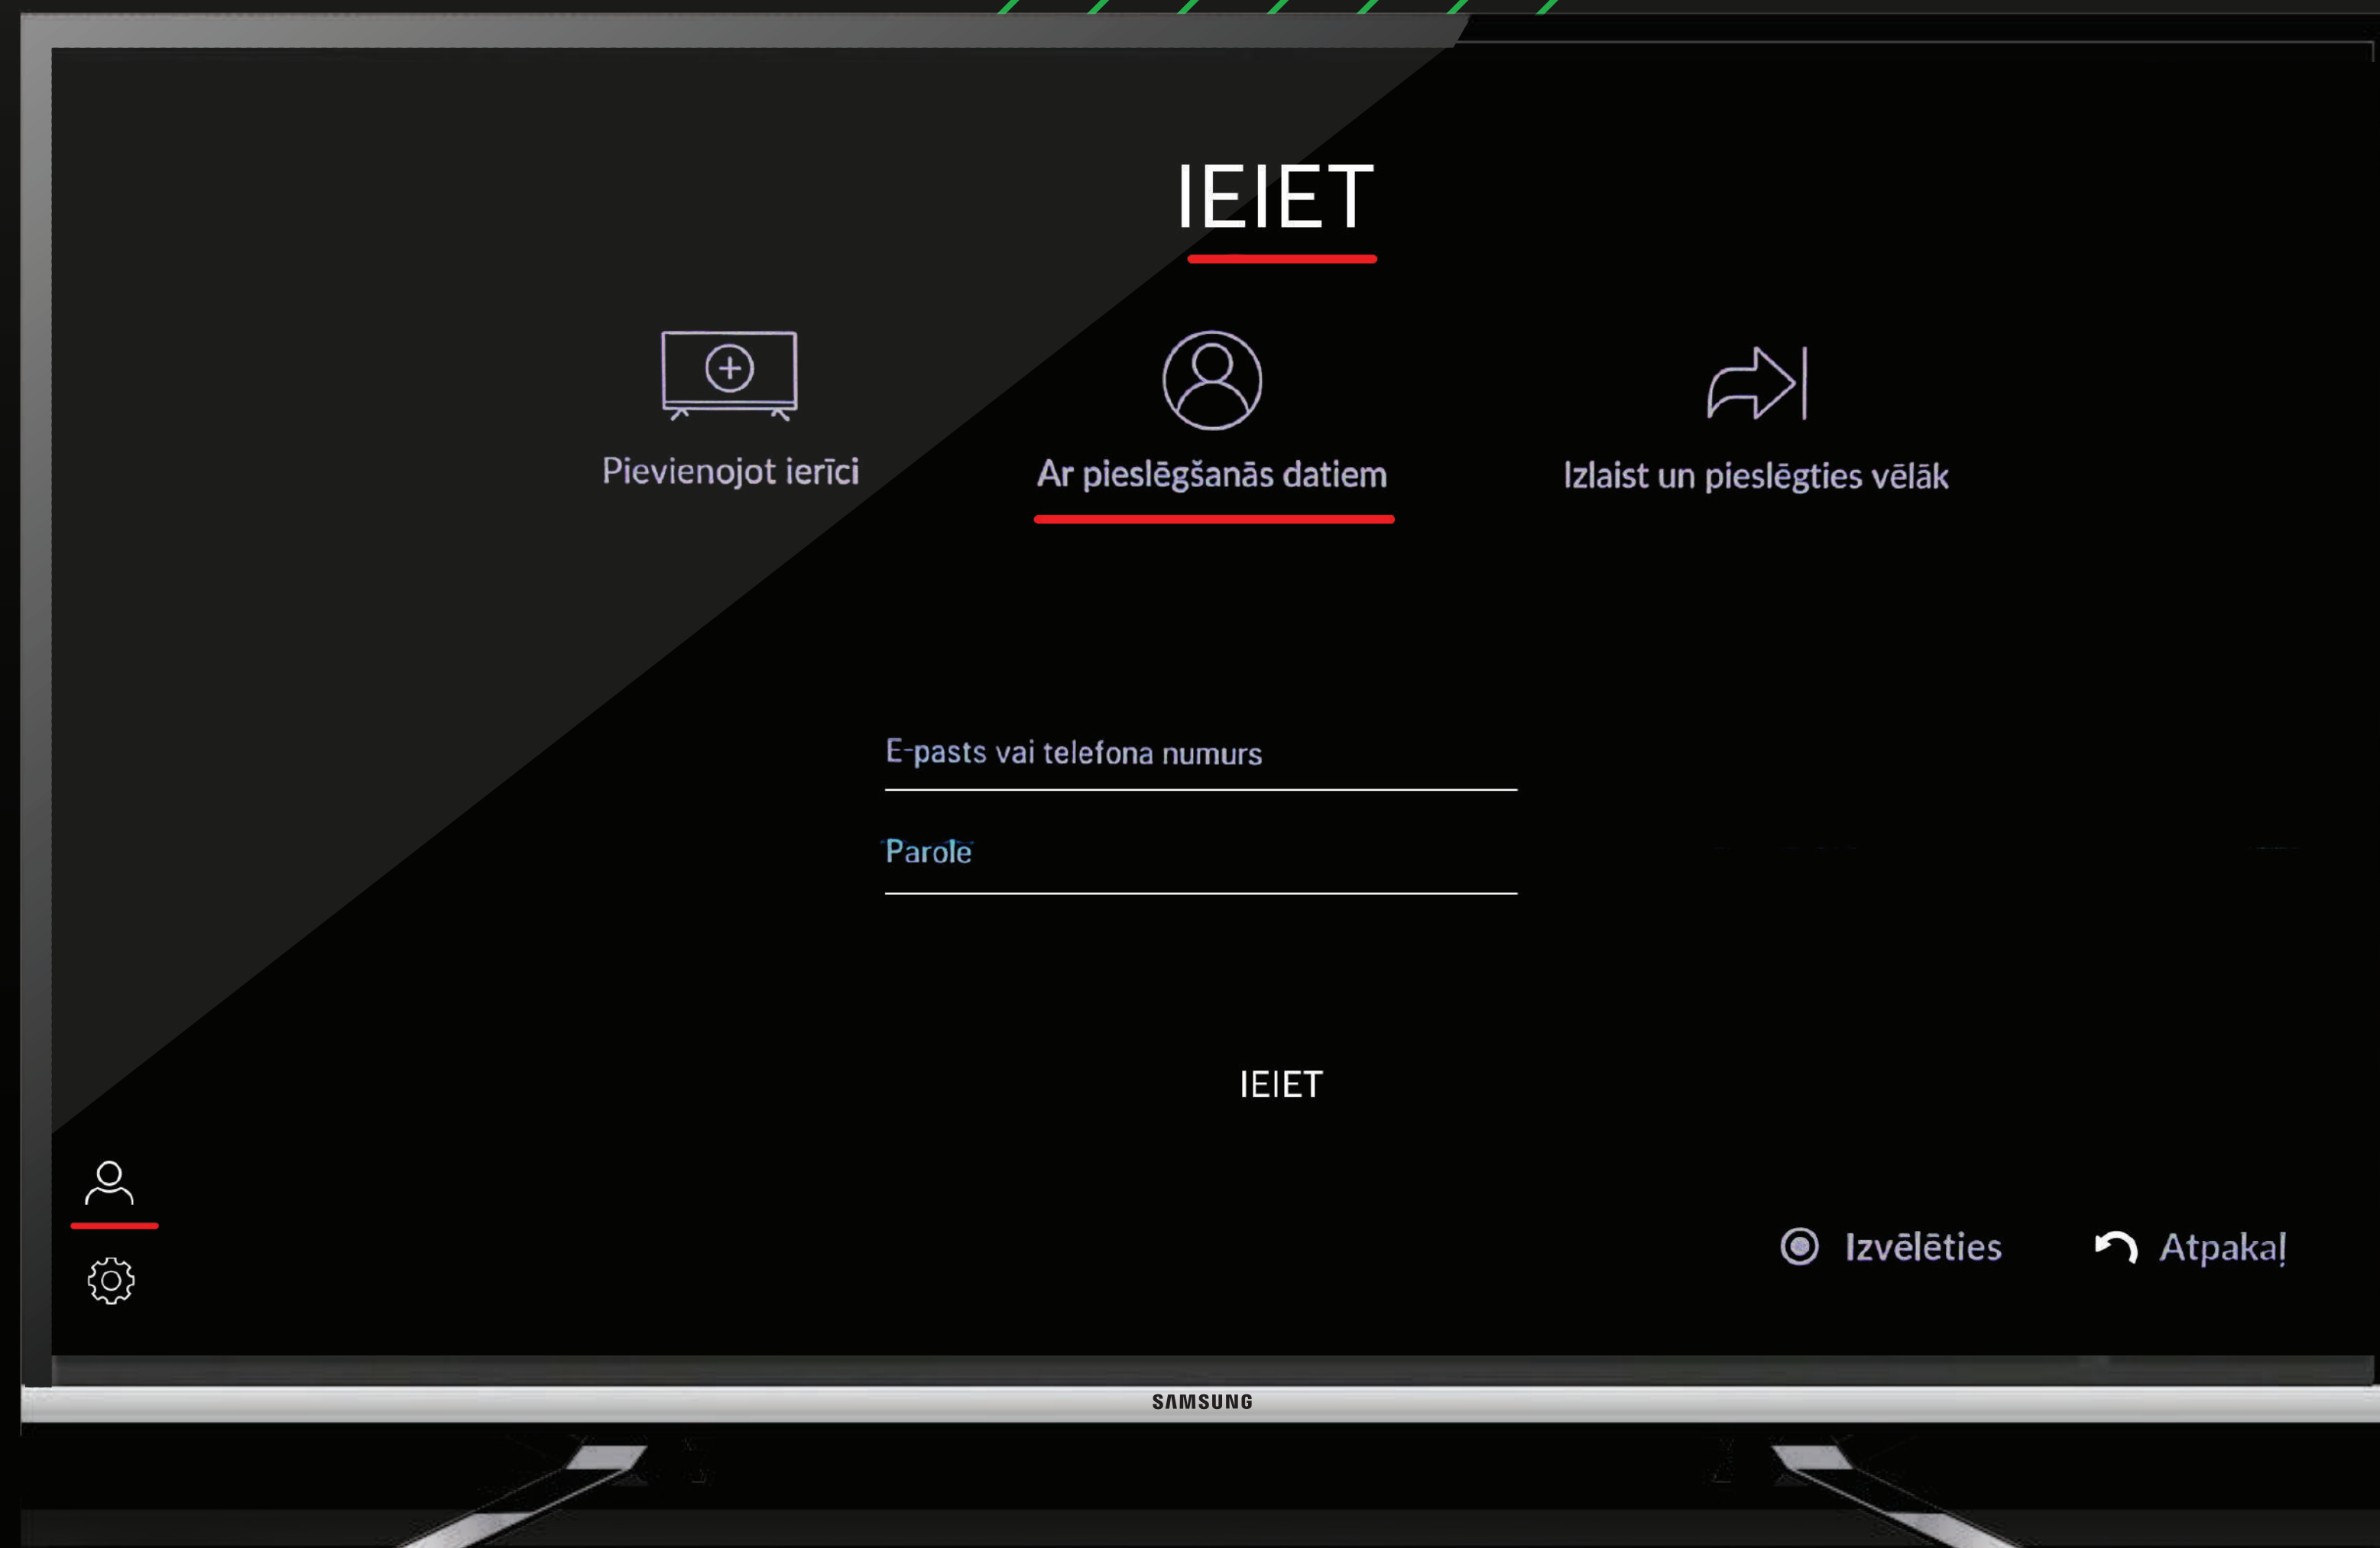 IEIET
Pievienojot ierīci
Ar pieslēgšanās datiem
Izlaist un pieslēgties vēlāk
E-pasts vai telefona numurs
Parole
IEIET
Izvēlēties
Atpakaļ
SAMSUNG